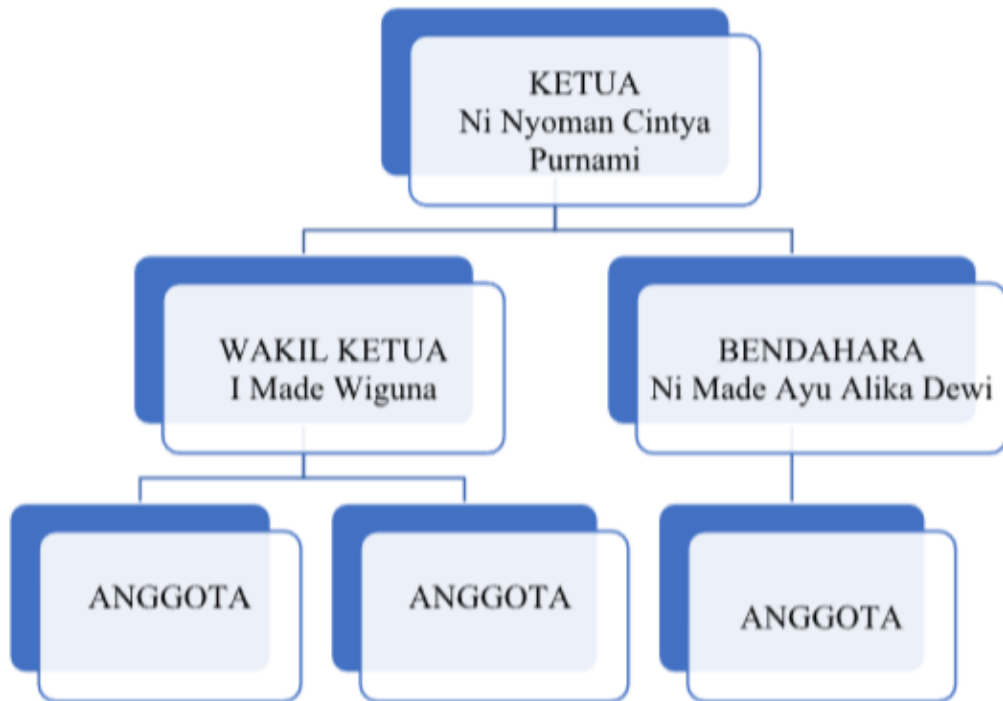 KETUA
Ni Nyoman Cintya
Purnami
WAKIL KETUA
I Made Wiguna
BENDAHARA
Ni Made Ayu Alika Dewi
ANGGOTA
ANGGOTA
ANGGOTA